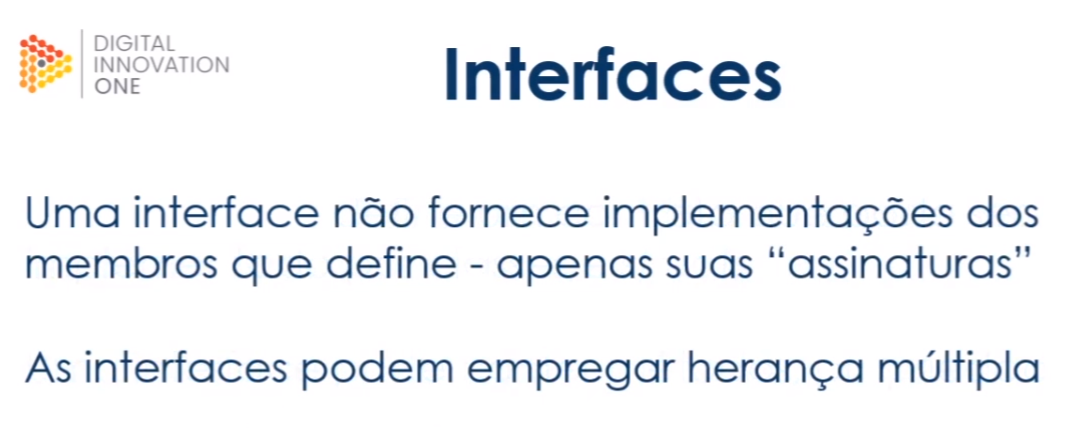 DIGITAL
INNOVATION
ONE
Interfaces
Uma interface não fornece implementações dos
membros que define - apenas suas “assinaturas”
As interfaces podem empregar herança múltipla